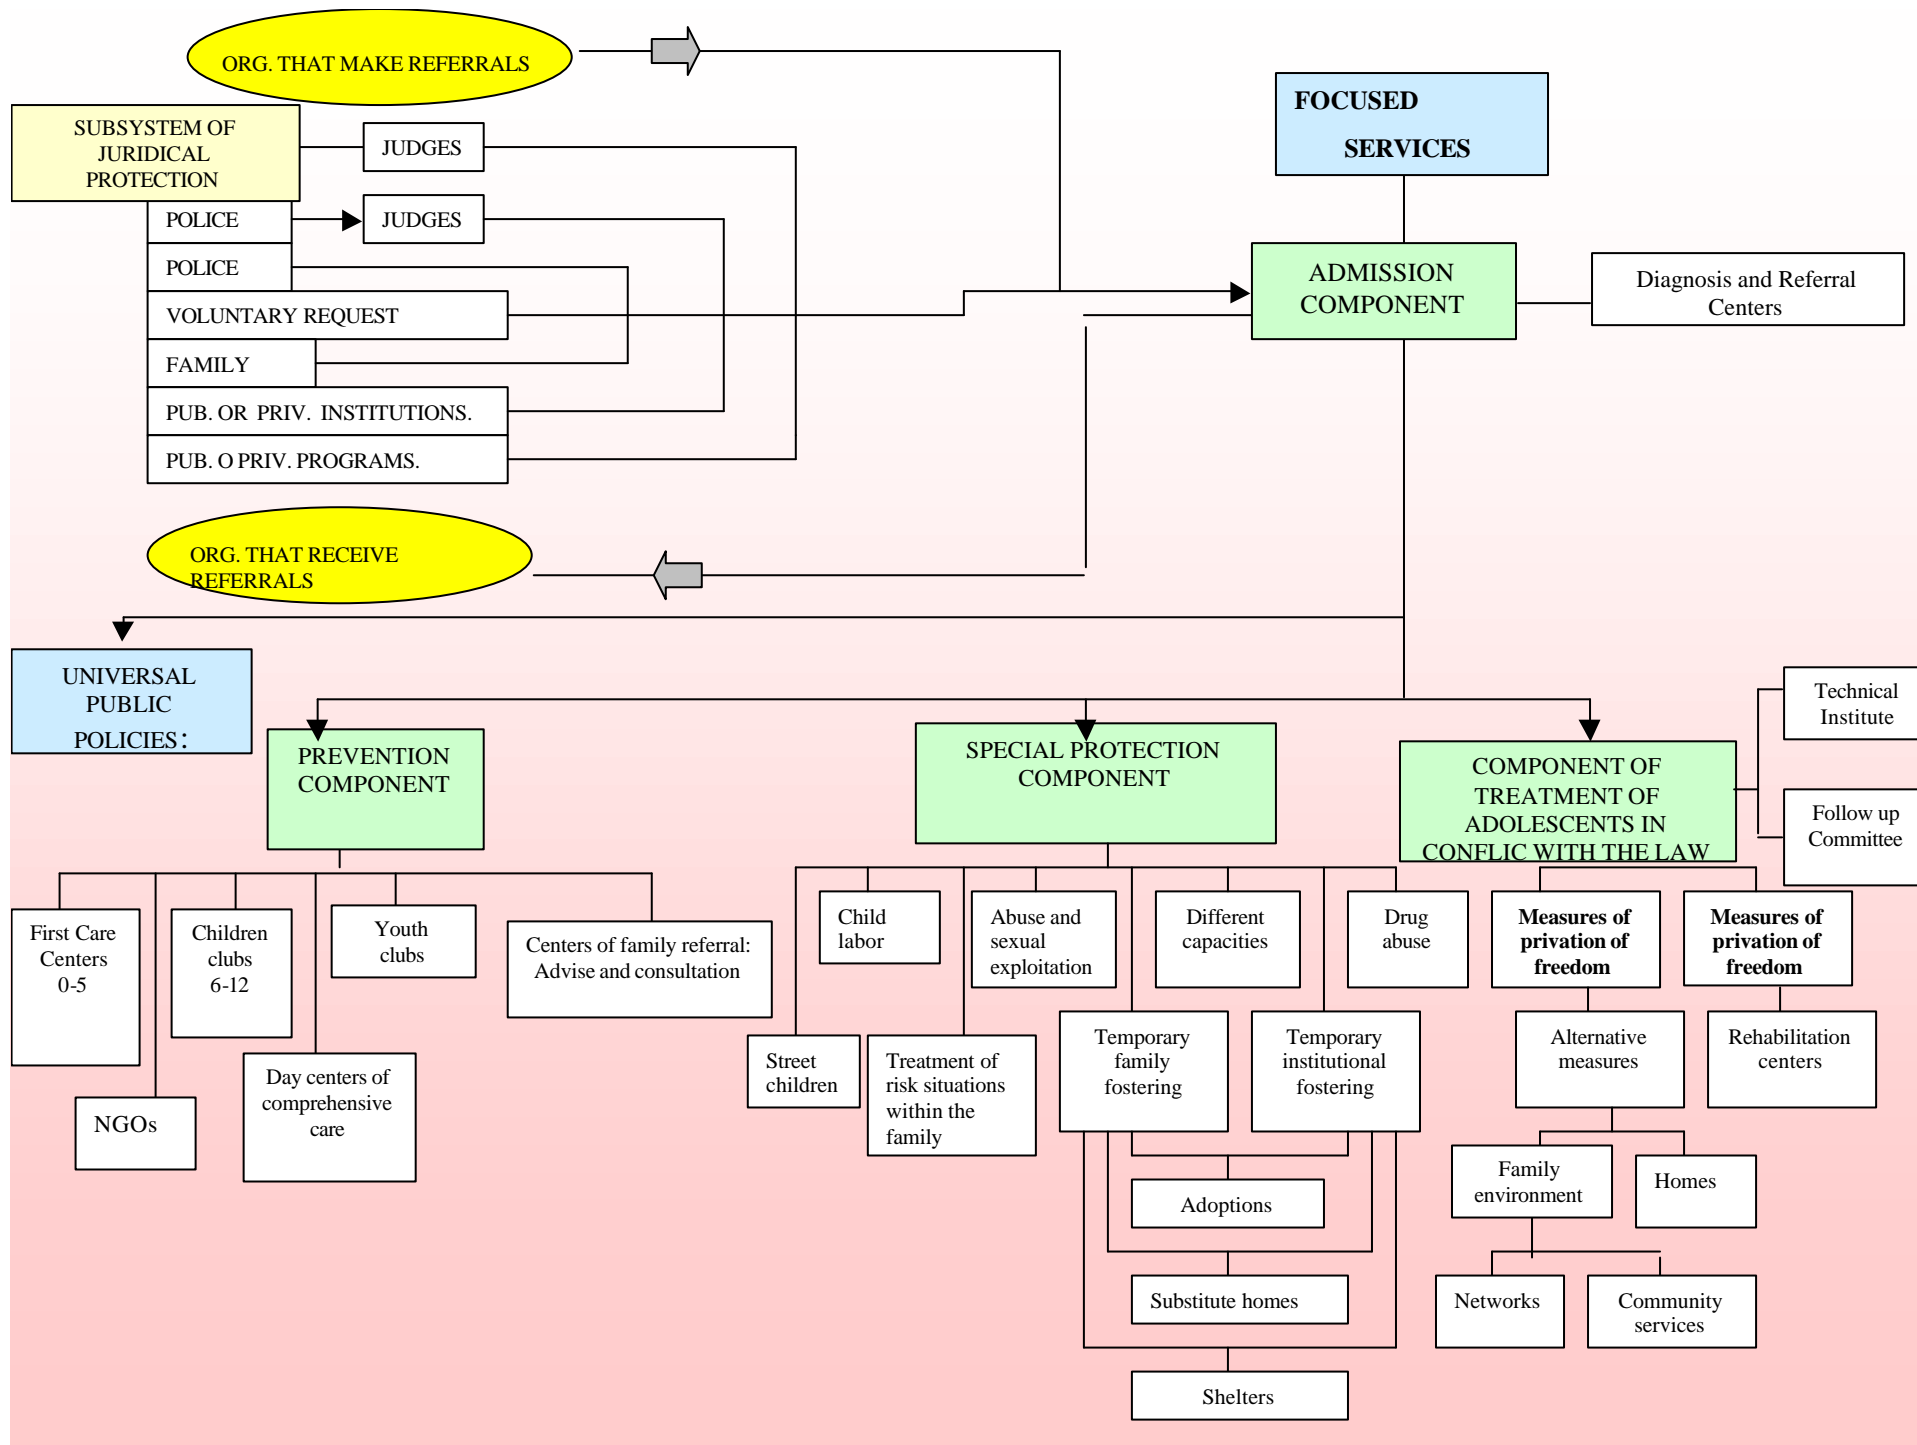 ORG. THAT MAKE REFERRALS
FOCUSED
SERVICES
SUBSYSTEM OF
JURIDICAL
PROTECTION
JUDGES
POLICE
JUDGES
POLICE
VOLUNTARY REQUEST
FAMILY
PUB. OR PRIV. INSTITUTIONS.
PUB. O PRIV. PROGRAMS.
ADMISSION
COMPONENT
Diagnosis and Referral
Centers
ORG. THAT RECEIVE
REFERRALS
UNIVERSAL
PUBLIC
POLICIES:
PREVENTION
COMPONENT
SPECIAL PROTECTION
COMPONENT
COMPONENT OF
TREATMENT OF
ADOLESCENTS IN
CONFLIC WITH THE LAW
Technical
Institute
Follow up
Committee
First Care
Centers
0-5
Children
clubs
6-12
Youth
clubs
Centers of family referral:
Advise and consultation
NGOs
Day centers of
comprehensive
care
Child
labor
Abuse and
sexual
exploitation
Different
capacities
Drug
abuse
Street
children
Treatment of
risk situations
within the
family
Temporary
family
fostering
Temporary
institutional
fostering
Adoptions
Substitute homes
Shelters
Measures of
privation of
freedom
Measures of
privation of
freedom
Alternative
measures
Rehabilitation
centers
Family
environment
Homes
Networks
Community
services